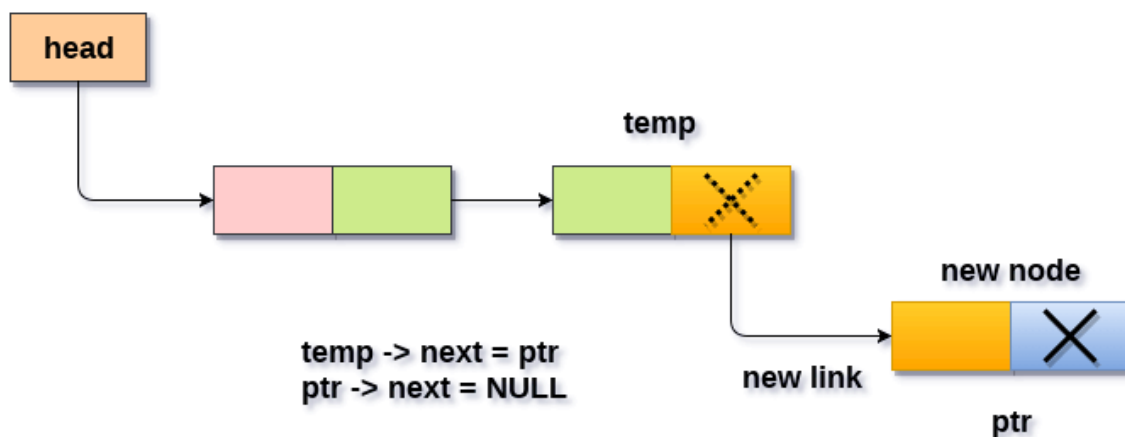 head
temp
new node
temp -> next = ptr
ptr -> next = NULL
new link
ptr